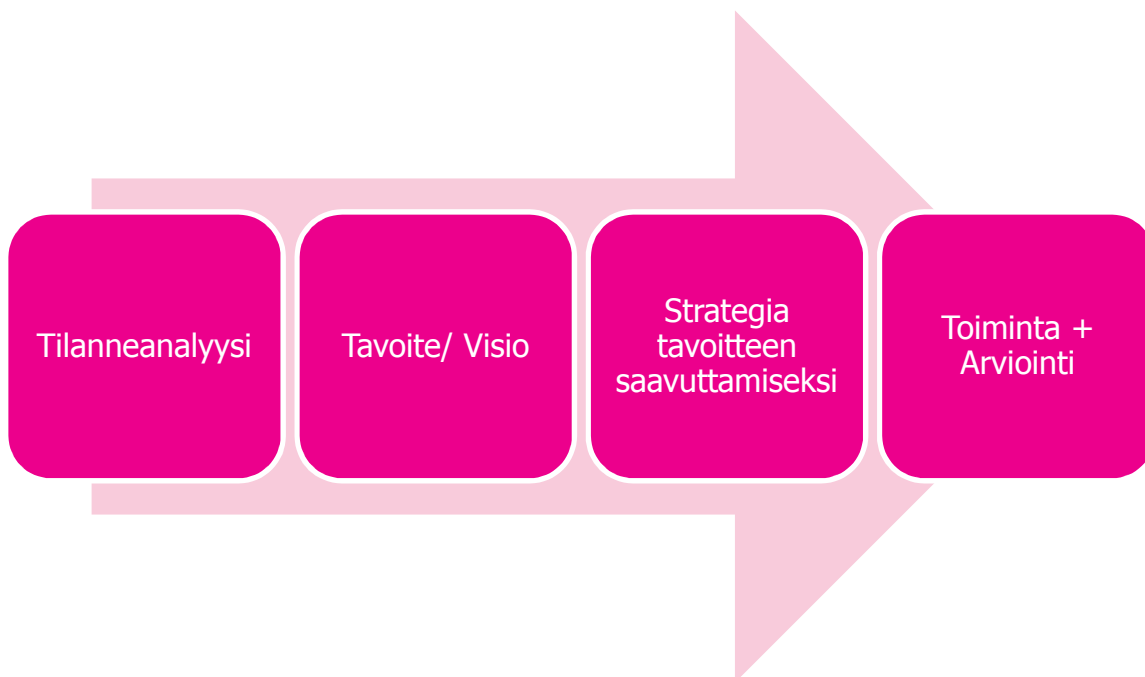 Tilanneanalyysi
Tavoite/ Visio
Strategia
tavoitteen
saavuttamiseksi
Toiminta +
Arviointi